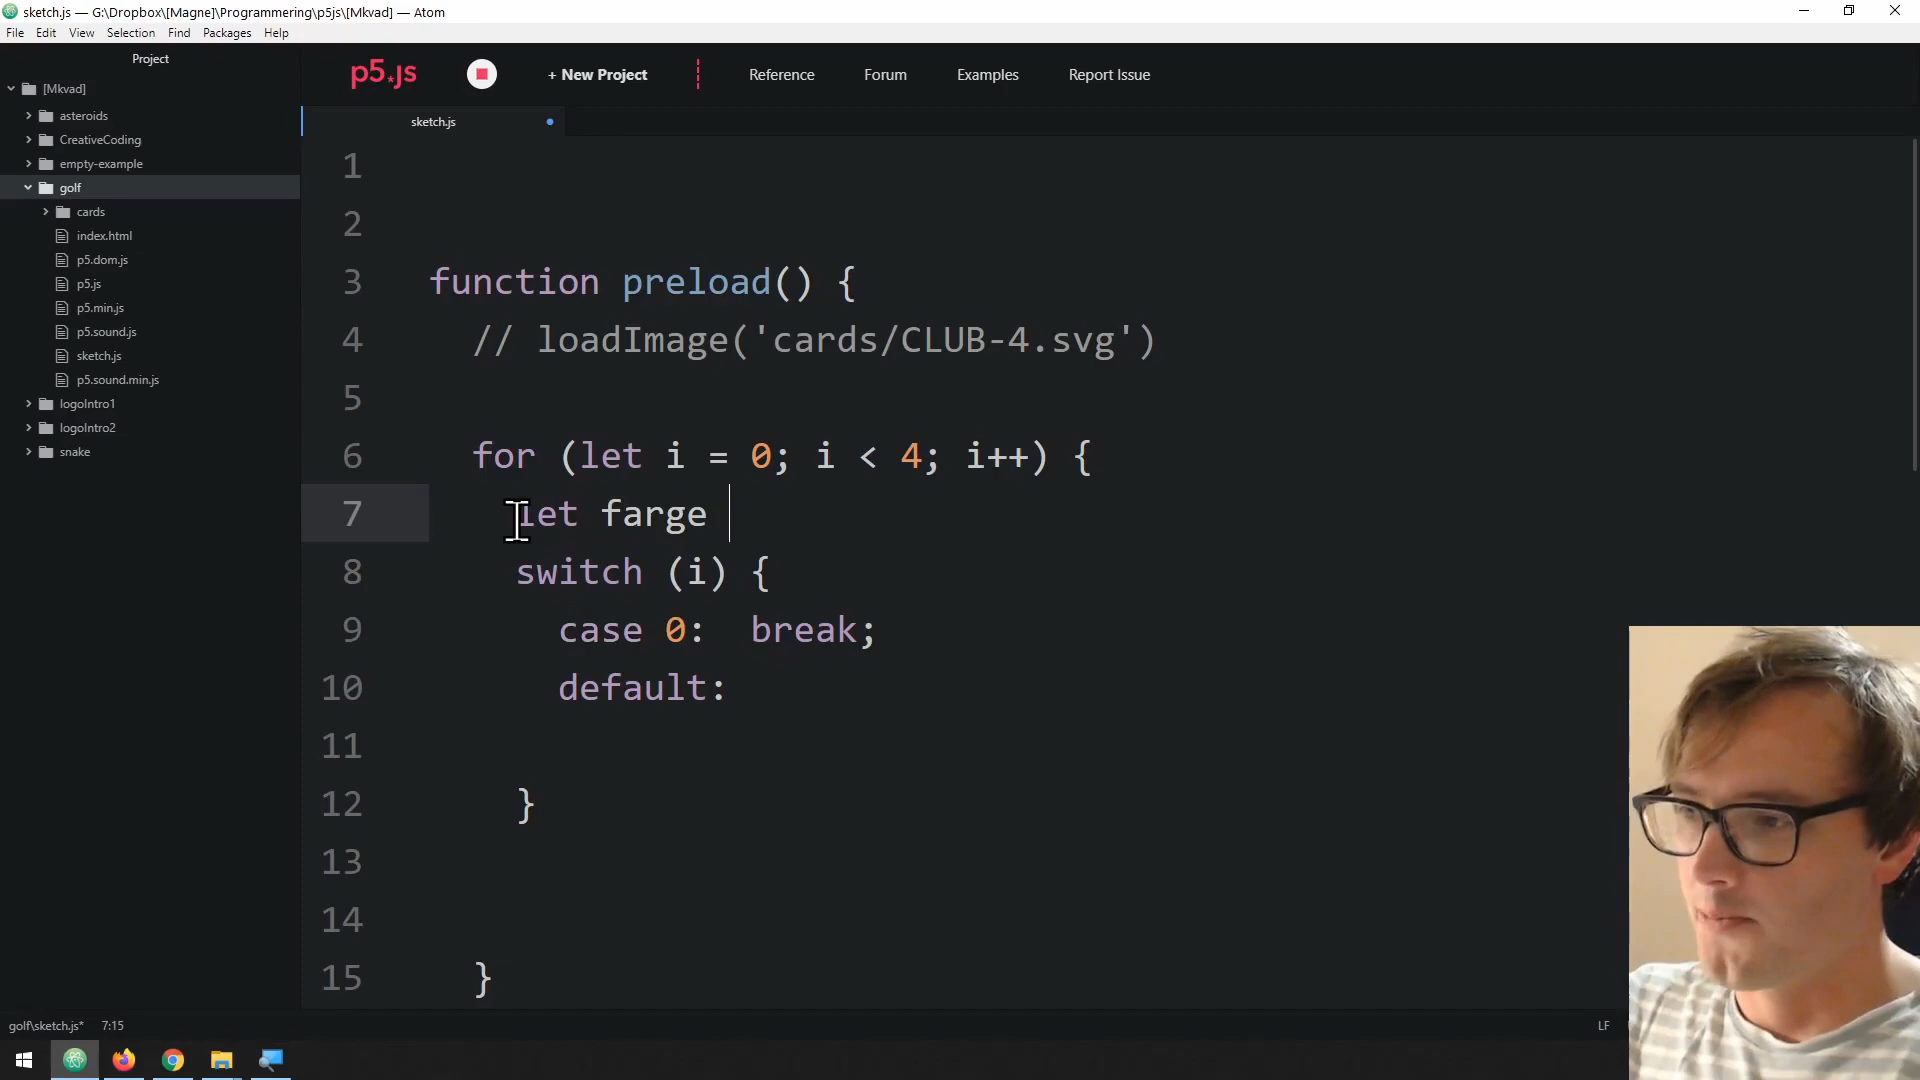 sketch.js — G:\Dropbox\[Magne]\Programmering\p5js\[Mkvad] — Atom
File Edit View Selection Find Packages Help
Project
[Mkvad]
asteroids
CreativeCoding
empty-example
golf
cards
index.html
p5.dom.js
p5.js
p5.min.js
p5.sound.js
sketch.js
p5.sound.min.js
logoIntro1
logoIntro2
snake
p5*js + New Project Reference Forum Examples Report Issue
sketch.js
1
2
3 function preload() {
4 // loadImage('cards/CLUB-4.svg')
5
6 for (let i = 0; i < 4; i++) {
7 let farge
8 switch (i) {
9 case 0: break;
10 default:
11
12 }
13
14
15 }
golf\sketch.js* 7:15 LF